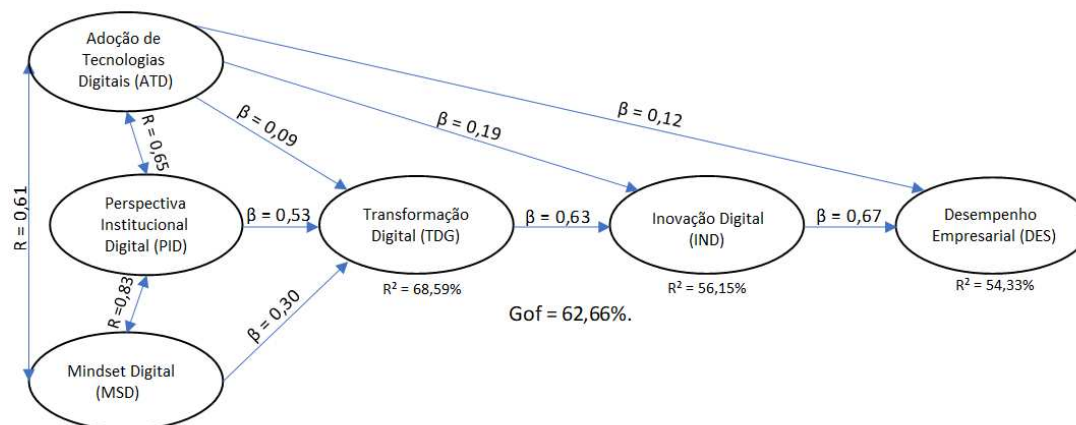 Adoção de
Tecnologias
Digitais (ATD)
β = 0,12
β = 0,19
β = 0,09
R = 0,65
R = 0,61
Perspectiva
Institucional
Digital (PID)
β = 0,53
Transformação
Digital (TDG)
β = 0,63
Inovação Digital
(IND)
β = 0,67
Desempenho
Empresarial (DES)
R² = 68,59%
R² = 56,15%
R² = 54,33%
R =0,83
β = 0,30
Gof = 62,66%.
Mindset Digital
(MSD)